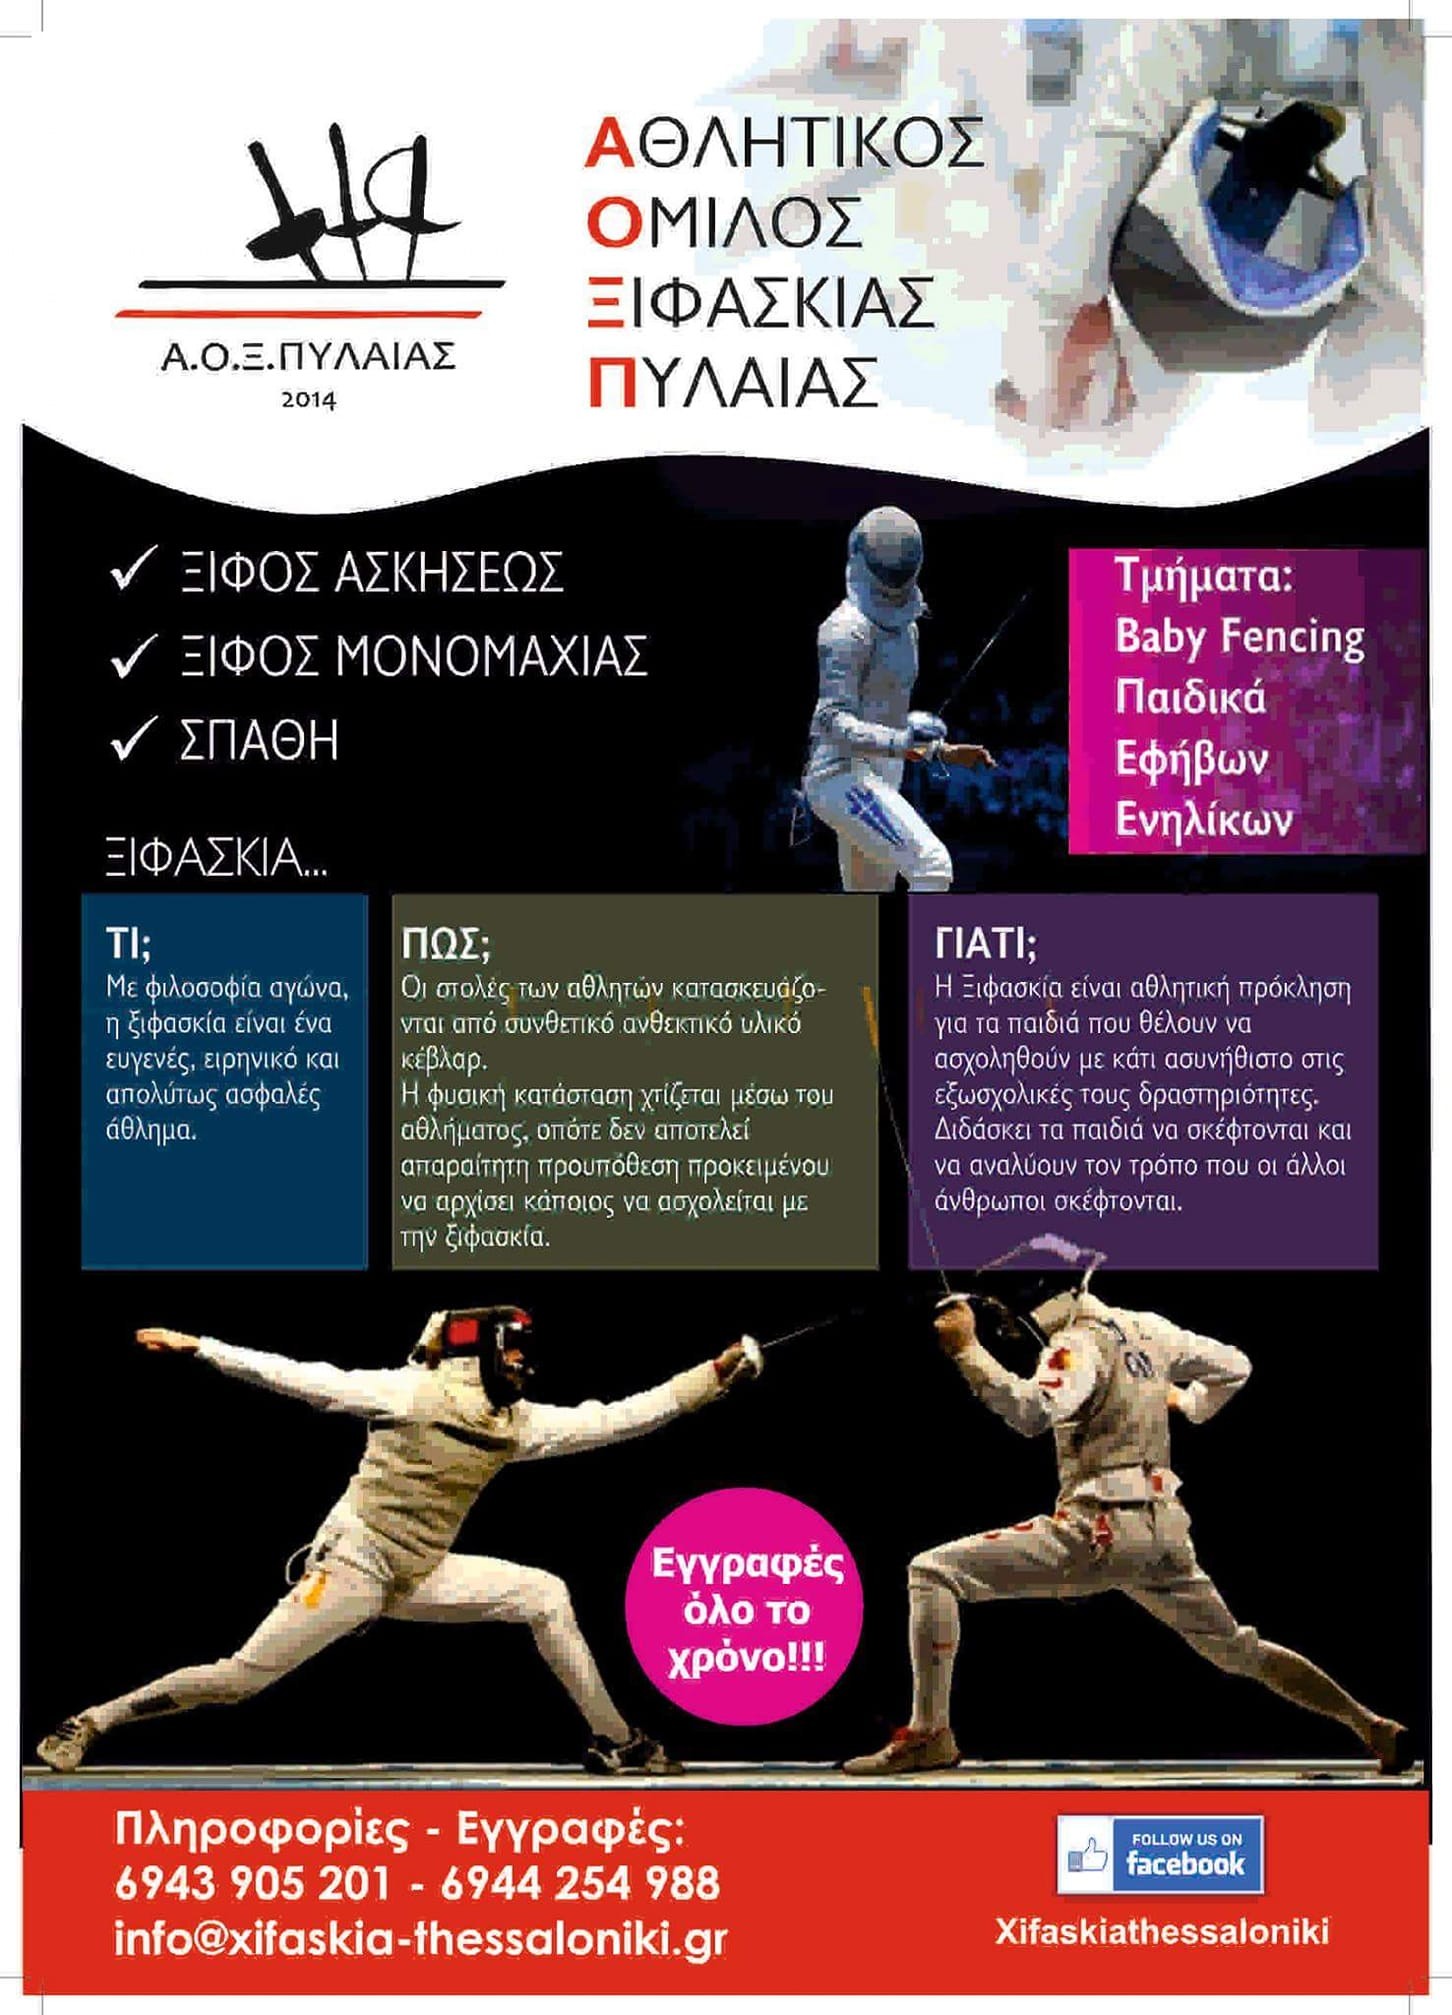 Α.Ο.Ξ.ΠΥΛΑΙΑΣ
2014
ΑΘΛΗΤΙΚΟΣ
ΟΜΙΛΟΣ
ΞΙΦΑΣΚΙΑΣ
ΠΥΛΑΙΑΣ
✓ ΞΙΦΟΣ ΑΣΚΗΣΕΩΣ
✓ ΞΙΦΟΣ ΜΟΝΟΜΑΧΙΑΣ
✓ ΣΠΑΘΗ
Τμήματα:
Baby Fencing
Παιδικά
Εφήβων
Ενηλίκων
ΞΙΦΑΣΚΙΑ...
ΤΙ;
Με φιλοσοφία αγώνα,
η ξιφασκία είναι ένα
ευγενές, ειρηνικό και
απολύτως ασφαλές
άθλημα.
ΠΩΣ;
Οι στολές των αθλητών κατασκευάζο-
νται από συνθετικό ανθεκτικό υλικό
κέβλαρ.
Η φυσική κατάσταση χτίζεται μέσω του
αθλήματος, οπότε δεν αποτελεί
απαραίτητη προυπόθεση προκειμένου
να αρχίσει κάποιος να ασχολείται με
την ξιφασκία.
ΓΙΑΤΙ;
Η Ξιφασκία είναι αθλητική πρόκληση
για τα παιδιά που θέλουν να
ασχοληθούν με κάτι ασυνήθιστο στις
εξωσχολικές τους δραστηριότητες.
Διδάσκει τα παιδιά να σκέφτονται και
να αναλύουν τον τρόπο που οι άλλοι
άνθρωποι σκέφτονται.
Εγγραφές
όλο το
χρόνο!!!
Πληροφορίες - Εγγραφές:
6943 905 201 - 6944 254 988
info@xifaskia-thessaloniki.gr
FOLLOW US ON
facebook
Xifaskiathessaloniki